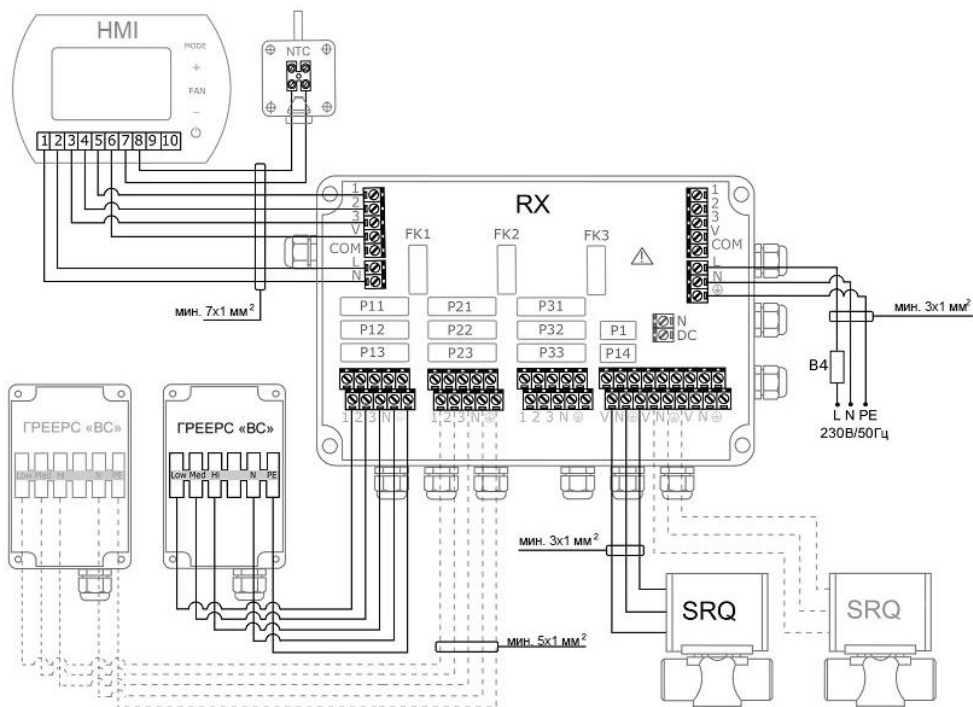 HMI
MODE
+
FAN
−
1 2 3 4 5 6 7 8 9 10
NTC
мин. 7x1 мм²
RX
1
2
3
V
COM
L
N
FK1
FK2
FK3
1
2
3
V
COM
L
N
P11
P21
P31
P12
P22
P32
P1
N
P13
P23
P33
P14
DC
мин. 3x1 мм²
B4
L N PE
230В/50Гц
1 2 3 N
1 2 3 N
1 2 3 N
V N V N V N
ГРЕЕРС «ВС»
Low Med Hi N PE
ГРЕЕРС «ВС»
Low Med Hi N PE
мин. 3x1 мм²
мин. 5x1 мм²
SRQ
SRQ